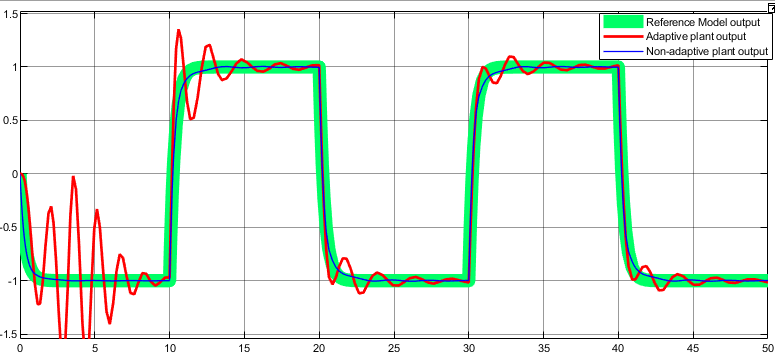 1.5
Reference Model output
Adaptive plant output
Non-adaptive plant output
1
0.5
0
-0.5
-1
-1.5
0 5 10 15 20 25 30 35 40 45 50